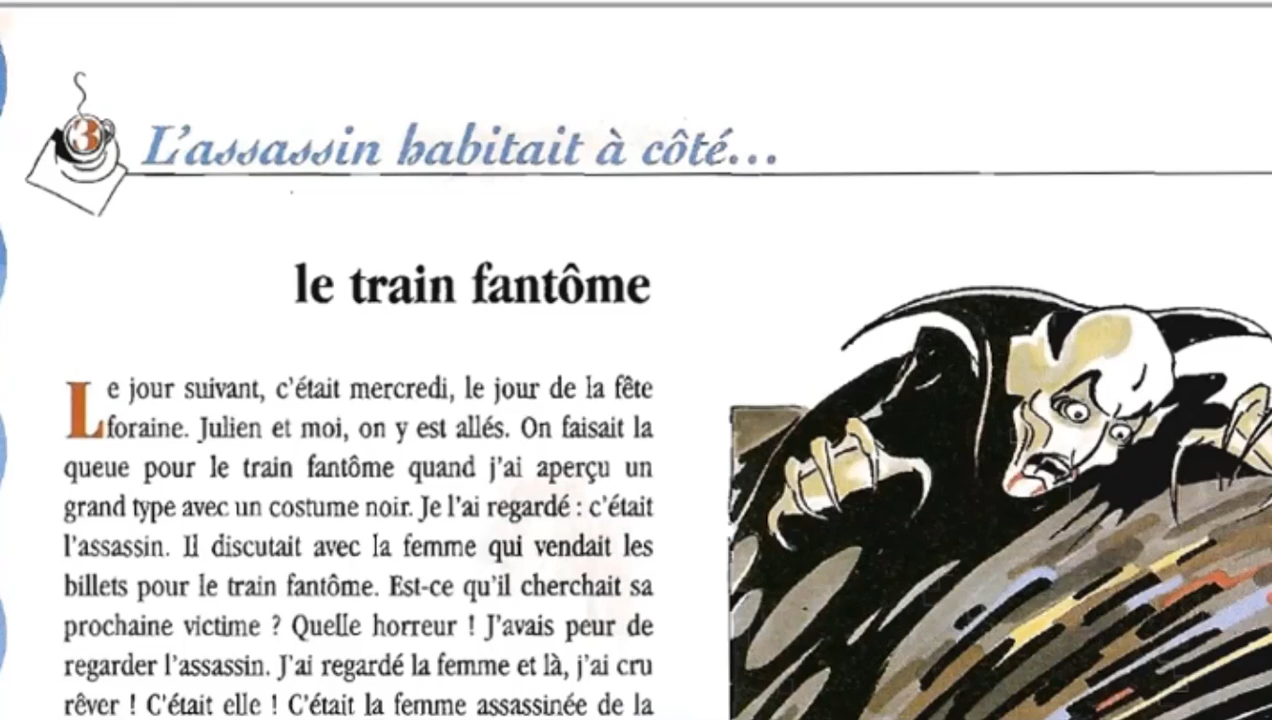 3
L'assassin habitait à côté...
le train fantôme
Le jour suivant, c'était mercredi, le jour de la fête
foraine. Julien et moi, on y est allés. On faisait la
queue pour le train fantôme quand j'ai aperçu un
grand type avec un costume noir. Je l'ai regardé : c'était
l'assassin. Il discutait avec la femme qui vendait les
billets pour le train fantôme. Est-ce qu'il cherchait sa
prochaine victime ? Quelle horreur ! J'avais peur de
regarder l'assassin. J'ai regardé la femme et là, j'ai cru
rêver ! C'était elle ! C'était la femme assassinée de la